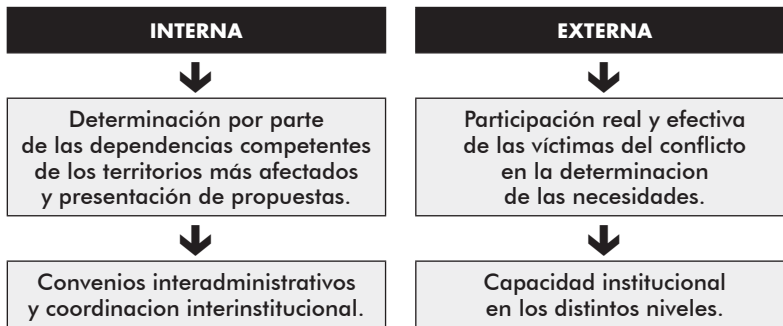 INTERNA
Determinación por parte
de las dependencias competentes
de los territorios más afectados
y presentación de propuestas.
Convenios interadministrativos
y coordinacion interinstitucional.
EXTERNA
Participación real y efectiva
de las víctimas del conflicto
en la determinacion
de las necesidades.
Capacidad institucional
en los distintos niveles.